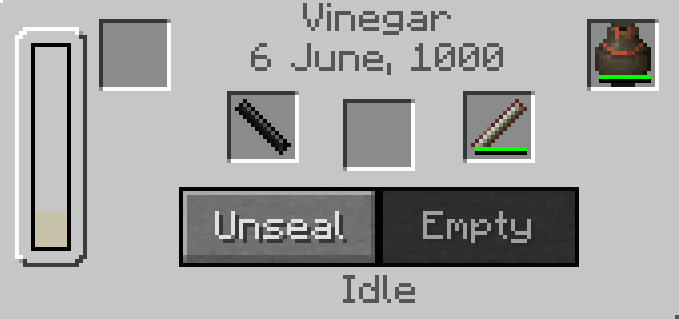 Vinegar
6 June, 1000
Unseal
Empty
Idle